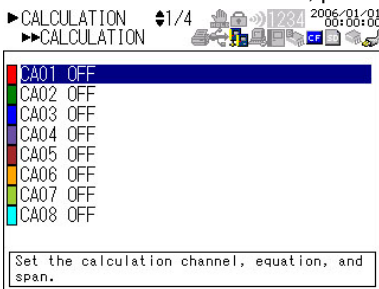 ►CALCULATION ♦1/4 1234 2006/01/01
►►CALCULATION 00:00:00
CF SD
CA01 OFF
CA02 OFF
CA03 OFF
CA04 OFF
CA05 OFF
CA06 OFF
CA07 OFF
CA08 OFF
Set the calculation channel, equation, and
span.